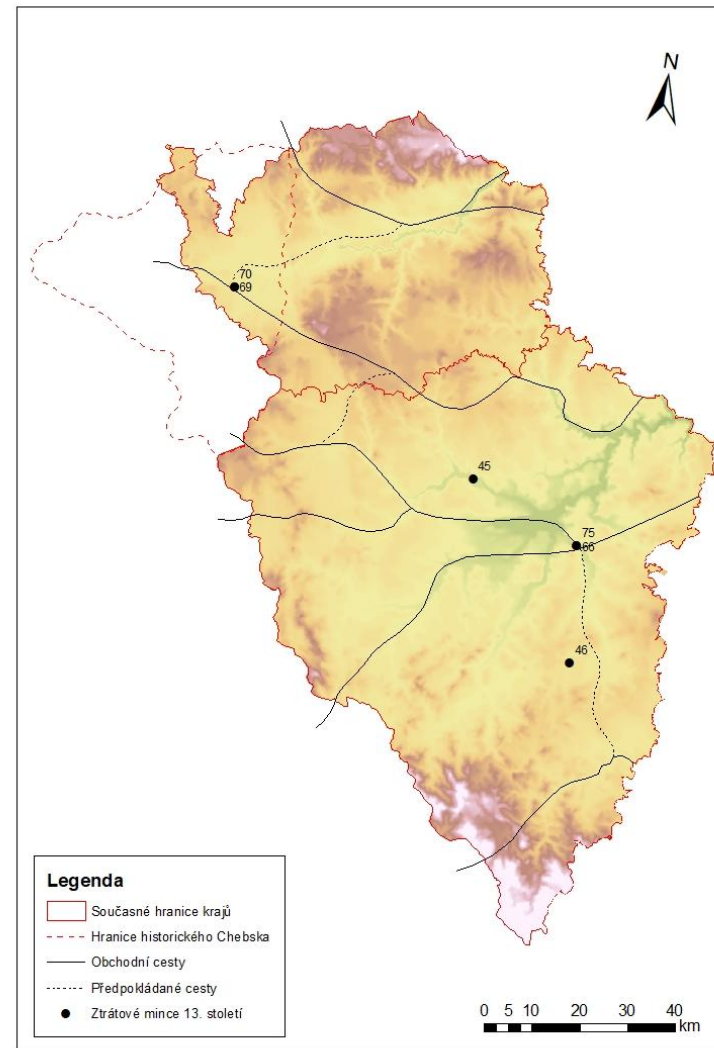 N
70
69
45
75
66
46
Legenda
Současné hranice krajů
Hranice historického Chebska
Obchodní cesty
Předpokládané cesty
Ztrátové mince 13. století
0 5 10 20 30 40
km